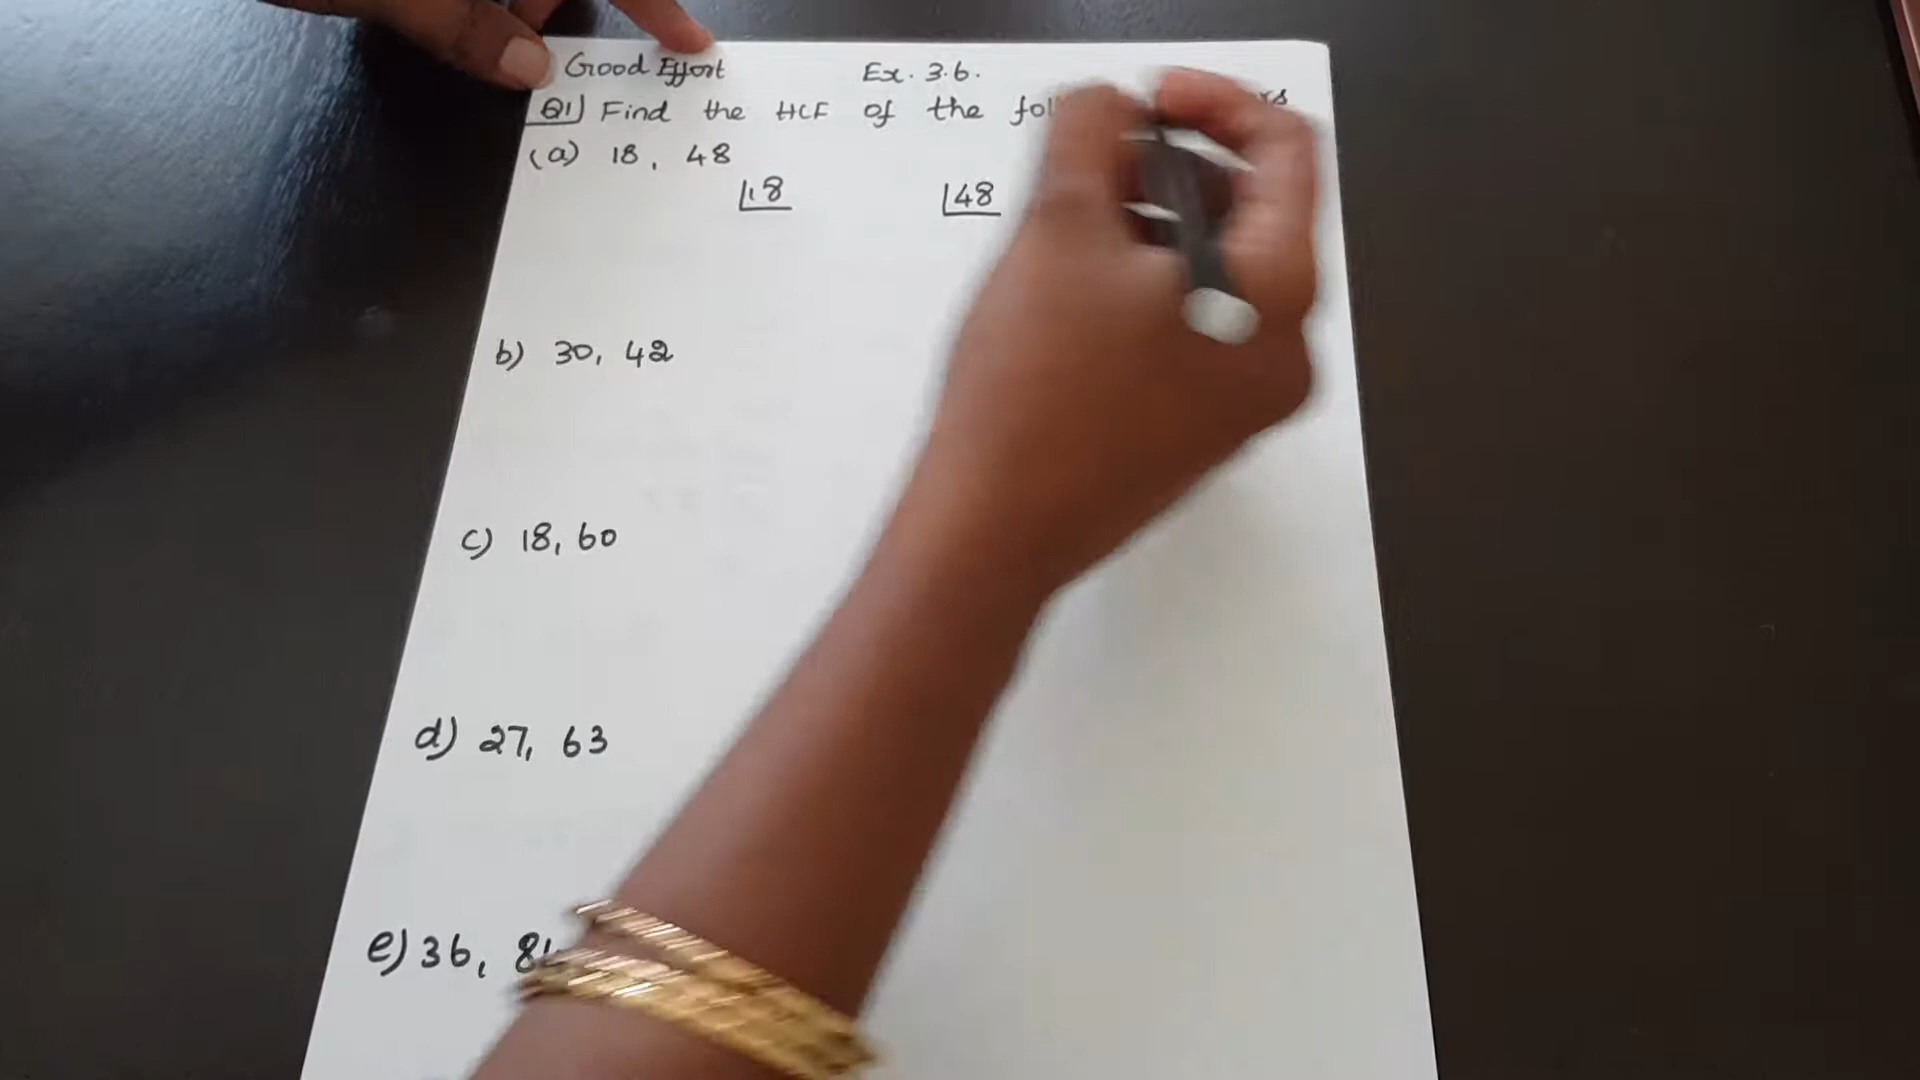 Good Effort Ex. 3.6.
Q1) Find the HCF of the
(a) 18, 48
18 48
b) 30, 42
c) 18, 60
d) 27, 63
e) 36,